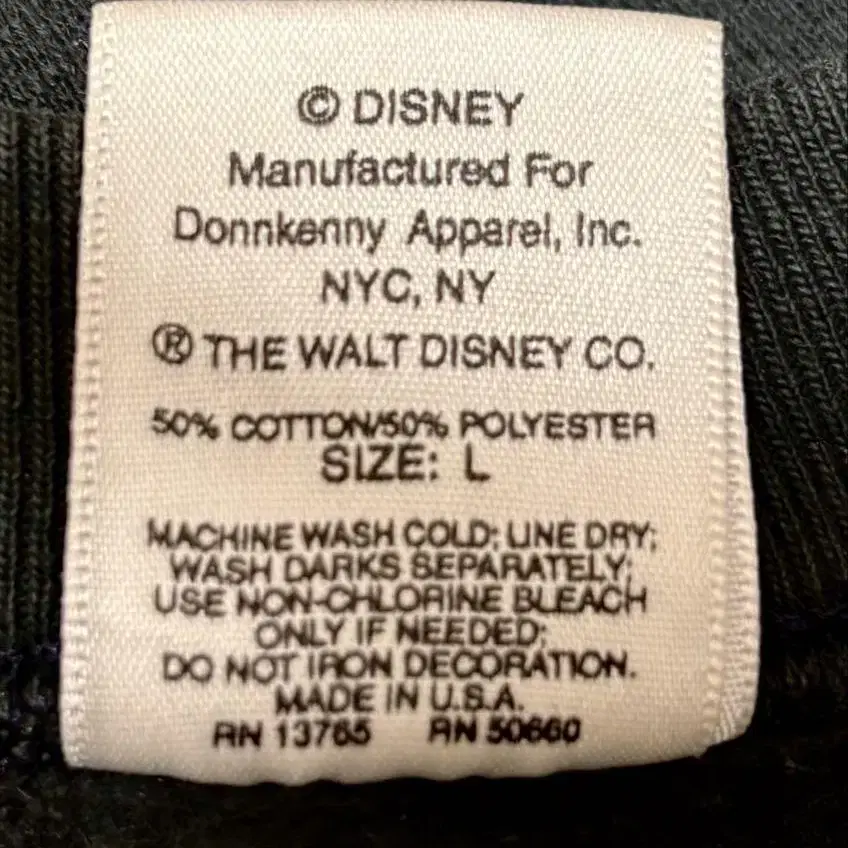 © DISNEY
Manufactured For
Donnkenny Apparel, Inc.
NYC, NY
® THE WALT DISNEY CO.
50% COTTON/50% POLYESTER
SIZE: L
MACHINE WASH COLD; LINE DRY;
WASH DARKS SEPARATELY;
USE NON-CHLORINE BLEACH
ONLY IF NEEDED;
DO NOT IRON DECORATION.
MADE IN U.S.A.
RN 13765 RN 50660